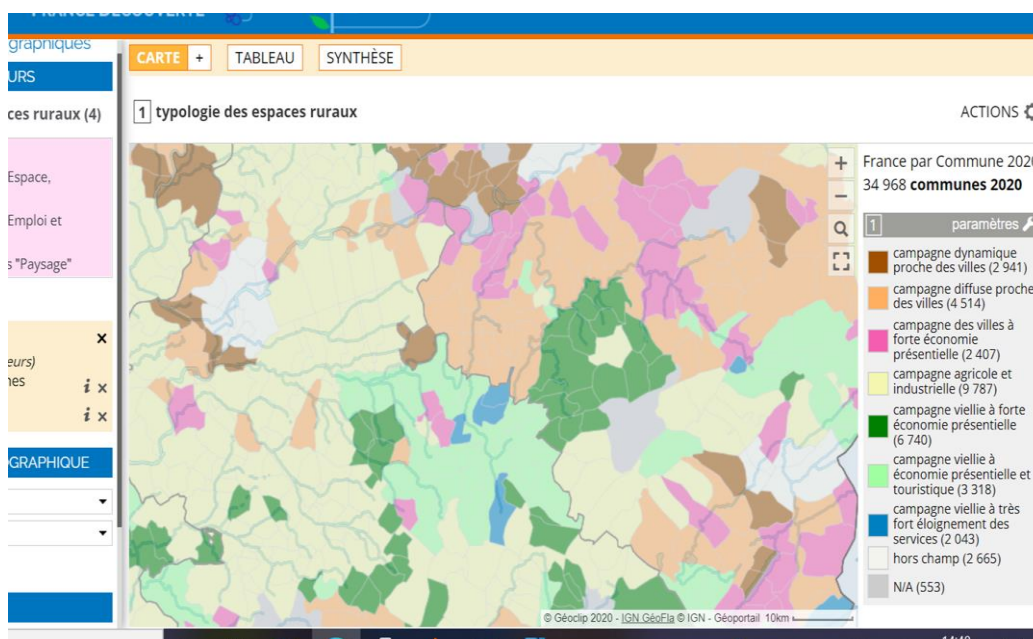 FRANCE DÉCOUVERTE
graphiques
URS
ces ruraux (4)
Espace,
Emploi et
s "Paysage"
eurs)
nes
GRAPHIQUE
CARTE + TABLEAU SYNTHÈSE
1 typologie des espaces ruraux
ACTIONS
France par Commune 2020
34 968 communes 2020
1 paramètres
campagne dynamique
proche des villes (2 941)
campagne diffuse proche
des villes (4 514)
campagne des villes à
forte économie
présentielle (2 407)
campagne agricole et
industrielle (9 787)
campagne viellie à forte
économie présentielle
(6 740)
campagne viellie à
économie présentielle et
touristique (3 318)
campagne viellie à très
fort éloignement des
services (2 043)
hors champ (2 665)
N/A (553)
© Géoclip 2020 - IGN GéoFla © IGN - Géoportail 10km